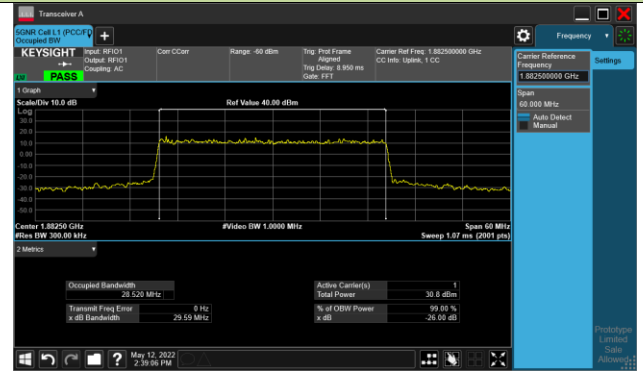 Transceiver A
5GNR Cell L1 (PCC/FD
Occupied BW
Frequency
KEYSIGHT
Input: RFIO1
Output: RFIO1
Coupling: AC
Corr CCorr
Range: -60 dBm
Trig: Prot Frame
Aligned
Trig Delay: 8.950 ms
Gate: FFT
Carrier Ref Freq: 1.882500000 GHz
CC Info: Uplink, 1 CC
PASS
Carrier Reference
Frequency
1.882500000 GHz
Settings
Span
60.000 MHz
Auto Detect
Manual
1 Graph
Scale/Div 10.0 dB
Ref Value 40.00 dBm
Log
30.0
20.0
10.0
0.00
-10.0
-20.0
-30.0
-40.0
-50.0
Center 1.88250 GHz
#Video BW 1.0000 MHz
Span 60 MHz
#Res BW 300.00 kHz
Sweep 1.07 ms (2001 pts)
2 Metrics
Occupied Bandwidth
28.520 MHz
Active Carrier(s) 1
Total Power 30.8 dBm
Transmit Freq Error 0 Hz
x dB Bandwidth 29.59 MHz
% of OBW Power 99.00 %
x dB -26.00 dB
Prototype
Limited
Sale
Allowed
May 12, 2022
2:39:06 PM